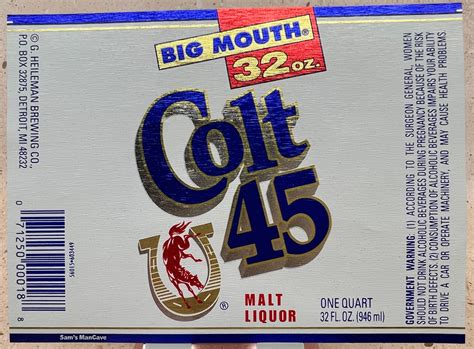 BIG MOUTH®
32 OZ.
Colt
45
®
MALT
LIQUOR
ONE QUART
32 FL. OZ. (946 ml)
© G. HEILEMAN BREWING CO.,
P.O. BOX 32875, DETROIT, MI 48232
0 71250 00018 8
GOVERNMENT WARNING: (1) ACCORDING TO THE SURGEON GENERAL, WOMEN
SHOULD NOT DRINK ALCOHOLIC BEVERAGES DURING PREGNANCY BECAUSE OF THE RISK
OF BIRTH DEFECTS. (2) CONSUMPTION OF ALCOHOLIC BEVERAGES IMPAIRS YOUR ABILITY
TO DRIVE A CAR OR OPERATE MACHINERY, AND MAY CAUSE HEALTH PROBLEMS
Sam's ManCave